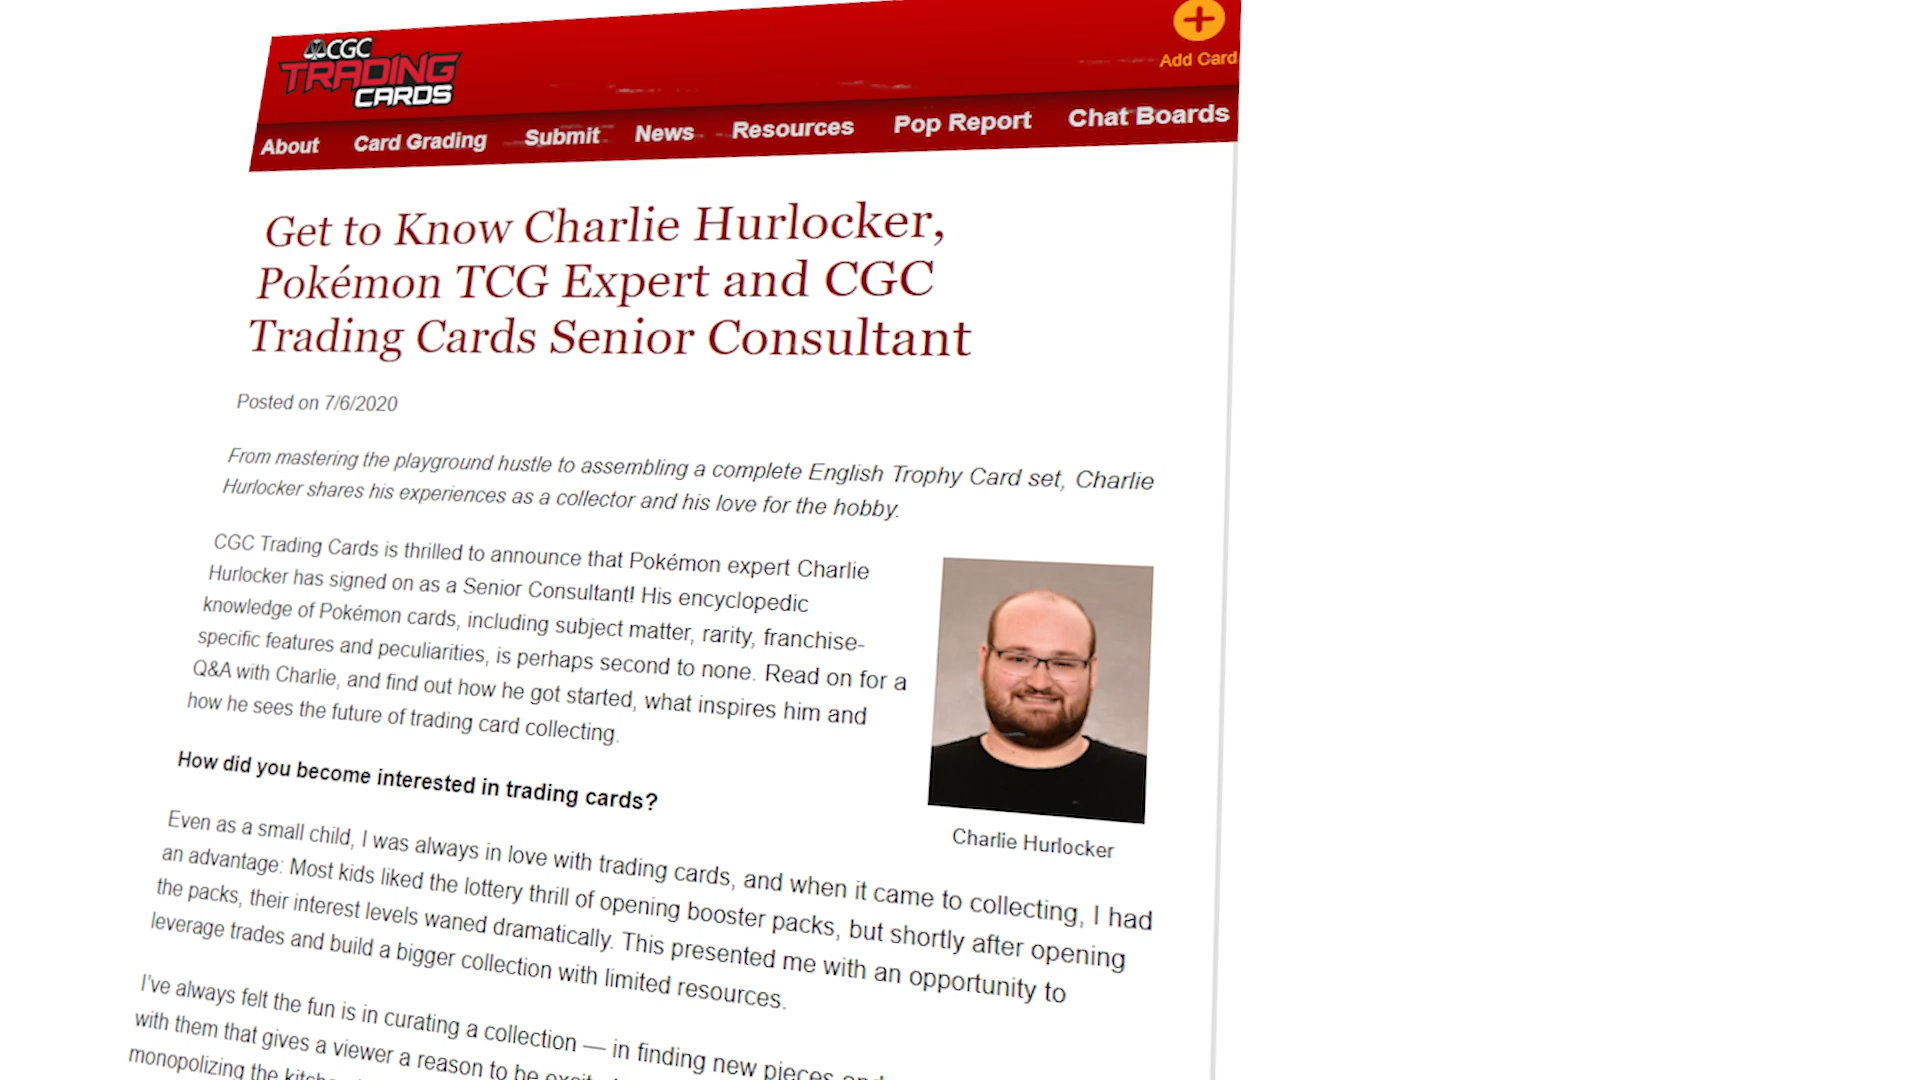 CGC
TRADING
CARDS
Add Card
About Card Grading Submit News Resources Pop Report Chat Boards
Get to Know Charlie Hurlocker,
Pokémon TCG Expert and CGC
Trading Cards Senior Consultant
Posted on 7/6/2020
From mastering the playground hustle to assembling a complete English Trophy Card set, Charlie
Hurlocker shares his experiences as a collector and his love for the hobby.
CGC Trading Cards is thrilled to announce that Pokémon expert Charlie
Hurlocker has signed on as a Senior Consultant! His encyclopedic
knowledge of Pokémon cards, including subject matter, rarity, franchise-
specific features and peculiarities, is perhaps second to none. Read on for a
Q&A with Charlie, and find out how he got started, what inspires him and
how he sees the future of trading card collecting.
Charlie Hurlocker
How did you become interested in trading cards?
Even as a small child, I was always in love with trading cards, and when it came to collecting, I had
an advantage: Most kids liked the lottery thrill of opening booster packs, but shortly after opening
the packs, their interest levels waned dramatically. This presented me with an opportunity to
leverage trades and build a bigger collection with limited resources.
I've always felt the fun is in curating a collection — in finding new pieces
with them that gives a viewer a reason to be
monopolizing the